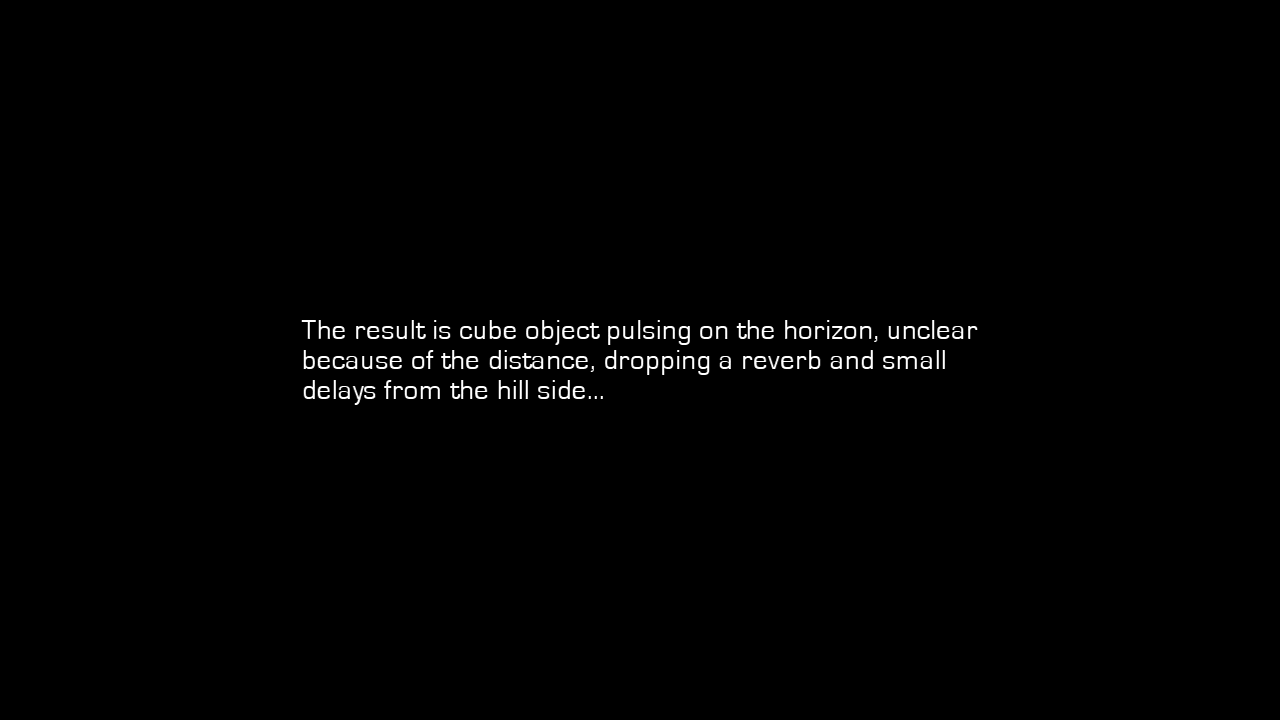 The result is cube object pulsing on the horizon, unclear
because of the distance, dropping a reverb and small
delays from the hill side...